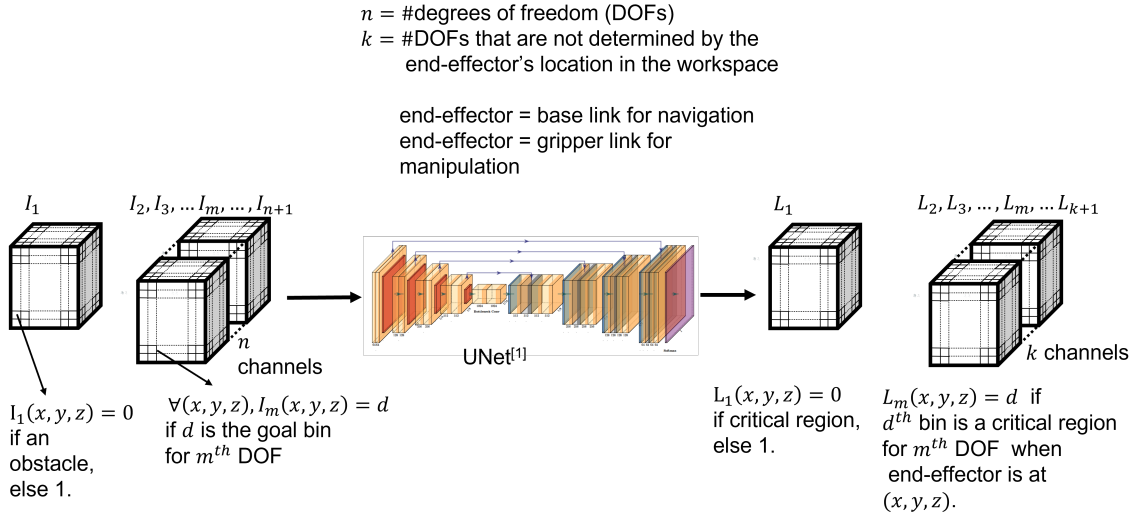 𝑛 = #degrees of freedom (DOFs)
𝑘 = #DOFs that are not determined by the
end-effector's location in the workspace
end-effector = base link for navigation
end-effector = gripper link for
manipulation
𝐼₁
𝐼₂, 𝐼₃, … 𝐼ₘ, … , 𝐼ₙ₊₁
𝑛
channels
I₁(𝑥, 𝑦, 𝑧) = 0
if an
obstacle,
else 1.
∀(𝑥, 𝑦, 𝑧), 𝐼ₘ(𝑥, 𝑦, 𝑧) = 𝑑
if 𝑑 is the goal bin
for 𝑚ᵗʰ DOF
UNet[1]
Softmax
𝐿₁
𝐿₂, 𝐿₃, … , 𝐿ₘ, … 𝐿ₖ₊₁
𝑘 channels
L₁(𝑥, 𝑦, 𝑧) = 0
if critical region,
else 1.
𝐿ₘ(𝑥, 𝑦, 𝑧) = 𝑑 if
𝑑ᵗʰ bin is a critical region
for 𝑚ᵗʰ DOF when
end-effector is at
(𝑥, 𝑦, 𝑧).